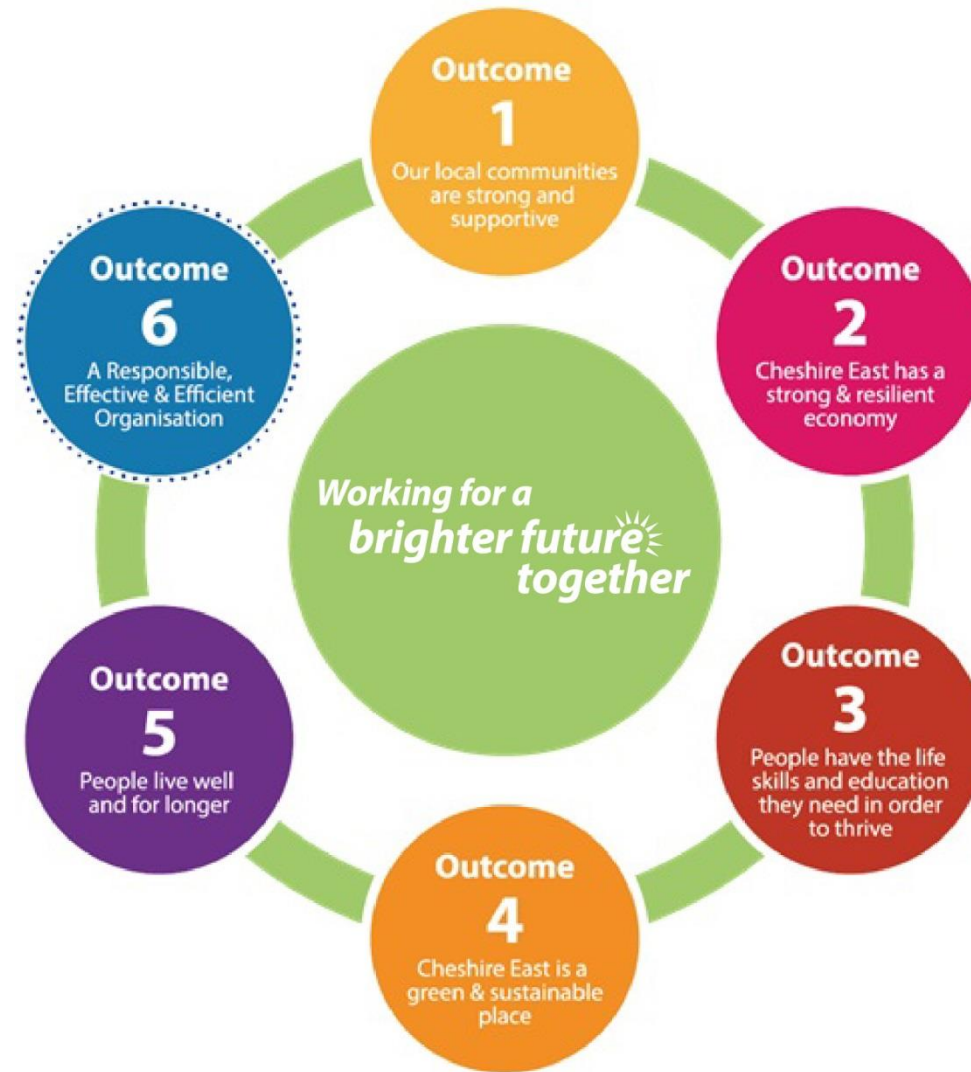 Outcome
1
Our local communities
are strong and
supportive
Outcome
2
Cheshire East has a
strong & resilient
economy
Outcome
3
People have the life
skills and education
they need in order
to thrive
Outcome
4
Cheshire East is a
green & sustainable
place
Outcome
5
People live well
and for longer
Outcome
6
A Responsible,
Effective & Efficient
Organisation
Working for a
brighter future
together